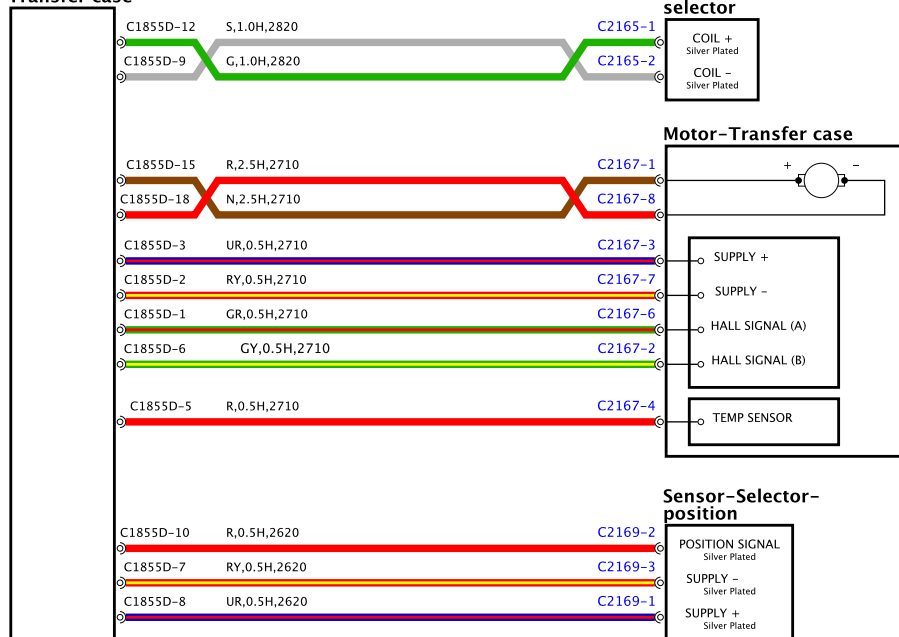 Transfer case
selector
C1855D-12 S,1.0H,2820 C2165-1
COIL +
Silver Plated
C1855D-9 G,1.0H,2820 C2165-2
COIL -
Silver Plated
Motor-Transfer case
C1855D-15 R,2.5H,2710 C2167-1
+ -
C1855D-18 N,2.5H,2710 C2167-8
C1855D-3 UR,0.5H,2710 C2167-3 SUPPLY +
C1855D-2 RY,0.5H,2710 C2167-7 SUPPLY -
C1855D-1 GR,0.5H,2710 C2167-6 HALL SIGNAL (A)
C1855D-6 GY,0.5H,2710 C2167-2 HALL SIGNAL (B)
C1855D-5 R,0.5H,2710 C2167-4 TEMP SENSOR
Sensor-Selector-
position
C1855D-10 R,0.5H,2620 C2169-2 POSITION SIGNAL
Silver Plated
C1855D-7 RY,0.5H,2620 C2169-3 SUPPLY -
Silver Plated
C1855D-8 UR,0.5H,2620 C2169-1 SUPPLY +
Silver Plated